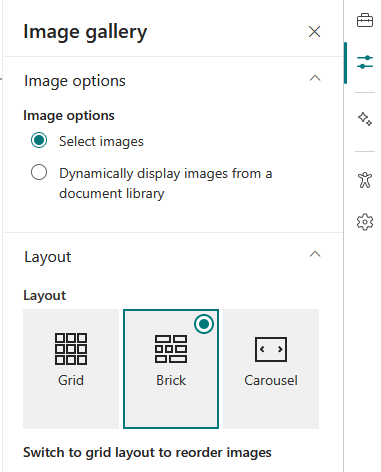 Image gallery
Image options
Image options
Select images
Dynamically display images from a
document library
Layout
Layout
Grid
Brick
Carousel
Switch to grid layout to reorder images